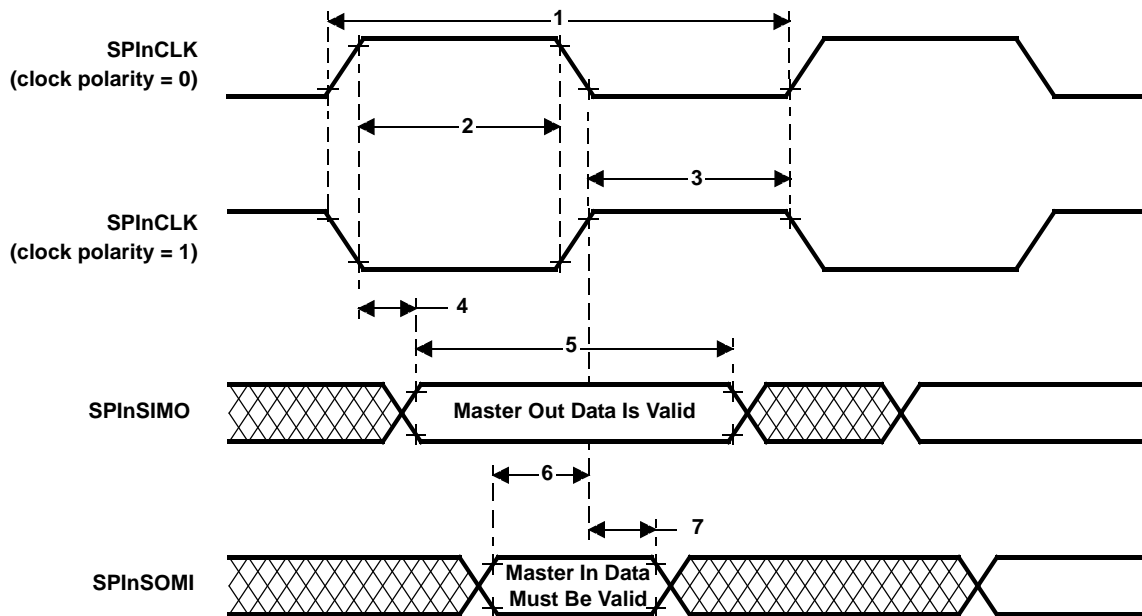 1
SPInCLK
(clock polarity = 0)
2
3
SPInCLK
(clock polarity = 1)
4
5
SPInSIMO
Master Out Data Is Valid
6
7
SPInSOMI
Master In Data
Must Be Valid